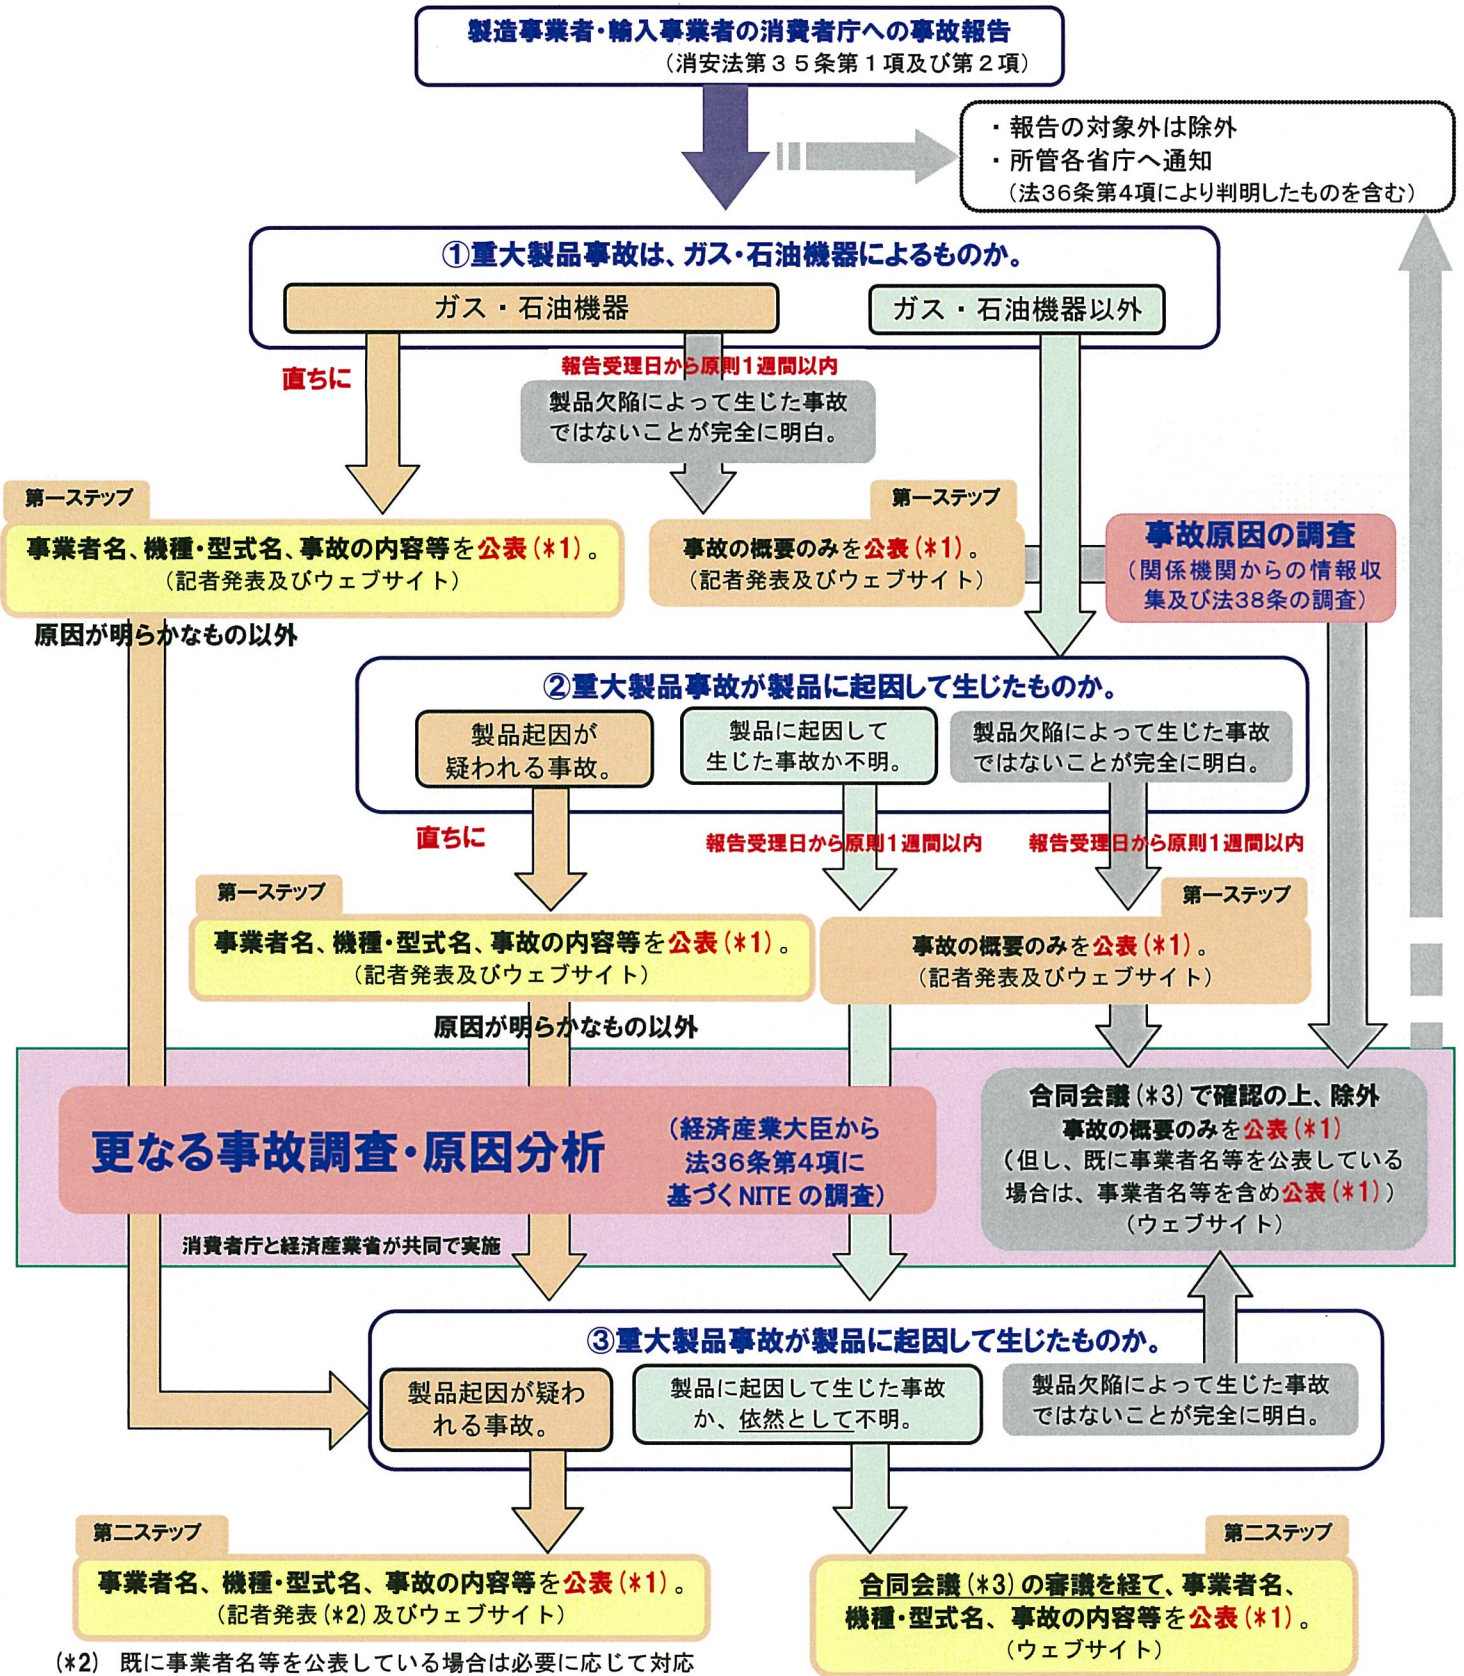 製造事業者・輸入事業者の消費者庁への事故報告
（消安法第３５条第１項及び第２項）
・報告の対象外は除外
・所管各省庁へ通知
（法36条第4項により判明したものを含む）
①重大製品事故は、ガス・石油機器によるものか。
ガス・石油機器
ガス・石油機器以外
直ちに
報告受理日から原則1週間以内
製品欠陥によって生じた事故
ではないことが完全に明白。
第一ステップ
事業者名、機種・型式名、事故の内容等を公表(*1)。
（記者発表及びウェブサイト）
第一ステップ
事故の概要のみを公表(*1)。
（記者発表及びウェブサイト）
事故原因の調査
（関係機関からの情報収
集及び法38条の調査）
原因が明らかなもの以外
②重大製品事故が製品に起因して生じたものか。
製品起因が
疑われる事故。
製品に起因して
生じた事故か不明。
製品欠陥によって生じた事故
ではないことが完全に明白。
直ちに
報告受理日から原則1週間以内
報告受理日から原則1週間以内
第一ステップ
事業者名、機種・型式名、事故の内容等を公表(*1)。
（記者発表及びウェブサイト）
第一ステップ
事故の概要のみを公表(*1)。
（記者発表及びウェブサイト）
原因が明らかなもの以外
更なる事故調査・原因分析
（経済産業大臣から
法36条第4項に
基づくNITEの調査）
消費者庁と経済産業省が共同で実施
合同会議(*3)で確認の上、除外
事故の概要のみを公表(*1)
（但し、既に事業者名等を公表している
場合は、事業者名等を含め公表(*1)）
（ウェブサイト）
③重大製品事故が製品に起因して生じたものか。
製品起因が疑わ
れる事故。
製品に起因して生じた事故
か、依然として不明。
製品欠陥によって生じた事故
ではないことが完全に明白。
第二ステップ
事業者名、機種・型式名、事故の内容等を公表(*1)。
（記者発表(*2)及びウェブサイト）
(*2) 既に事業者名等を公表している場合は必要に応じて対応
第二ステップ
合同会議(*3)の審議を経て、事業者名、
機種・型式名、事故の内容等を公表(*1)。
（ウェブサイト）